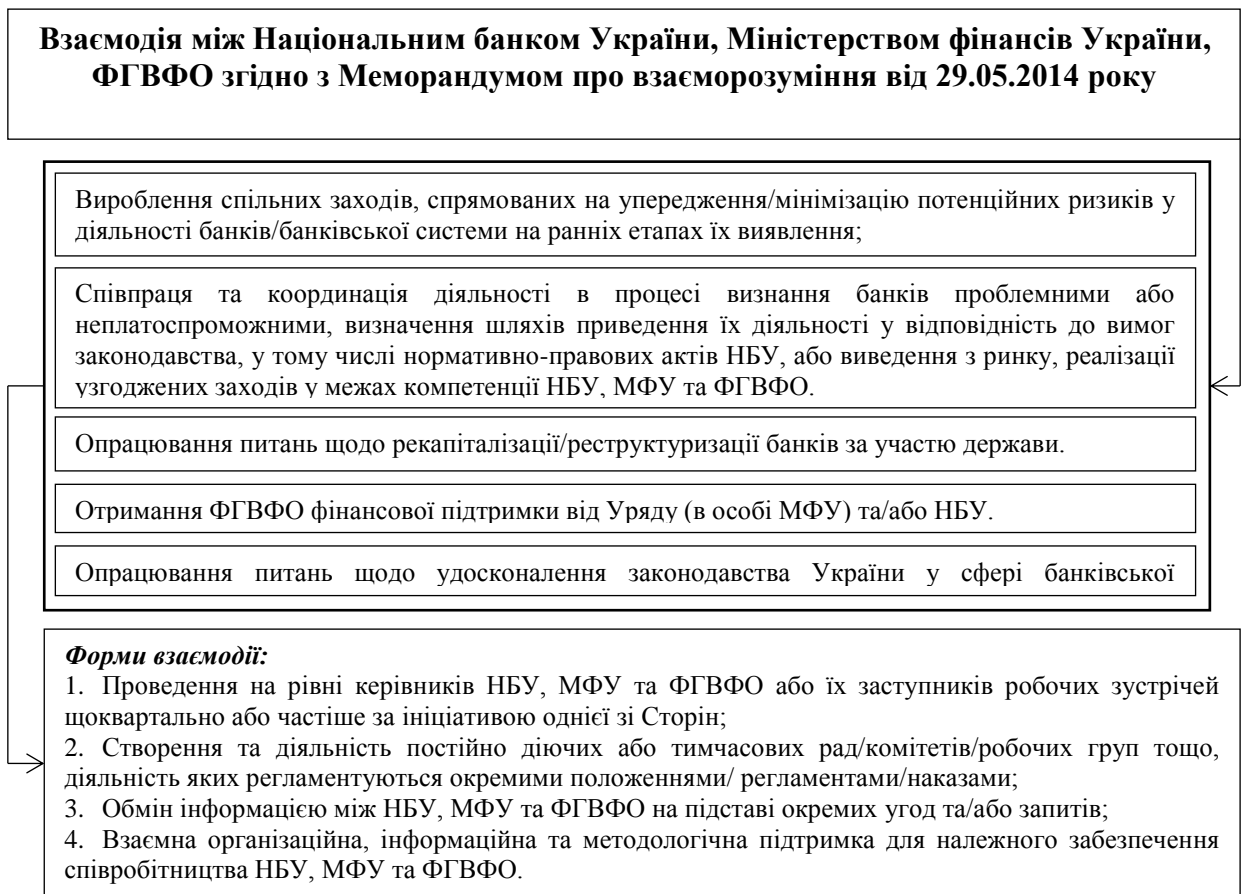 Взаємодія між Національним банком України, Міністерством фінансів України,
ФГВФО згідно з Меморандумом про взаєморозуміння від 29.05.2014 року
Вироблення спільних заходів, спрямованих на упередження/мінімізацію потенційних ризиків у
діяльності банків/банківської системи на ранніх етапах їх виявлення;
Співпраця та координація діяльності в процесі визнання банків проблемними або
неплатоспроможними, визначення шляхів приведення їх діяльності у відповідність до вимог
законодавства, у тому числі нормативно-правових актів НБУ, або виведення з ринку, реалізації
узгоджених заходів у межах компетенції НБУ, МФУ та ФГВФО.
Опрацювання питань щодо рекапіталізації/реструктуризації банків за участю держави.
Отримання ФГВФО фінансової підтримки від Уряду (в особі МФУ) та/або НБУ.
Опрацювання питань щодо удосконалення законодавства України у сфері банківської
Форми взаємодії:
1. Проведення на рівні керівників НБУ, МФУ та ФГВФО або їх заступників робочих зустрічей
щоквартально або частіше за ініціативою однієї зі Сторін;
2. Створення та діяльність постійно діючих або тимчасових рад/комітетів/робочих груп тощо,
діяльність яких регламентуються окремими положеннями/ регламентами/наказами;
3. Обмін інформацією між НБУ, МФУ та ФГВФО на підставі окремих угод та/або запитів;
4. Взаємна організаційна, інформаційна та методологічна підтримка для належного забезпечення
співробітництва НБУ, МФУ та ФГВФО.